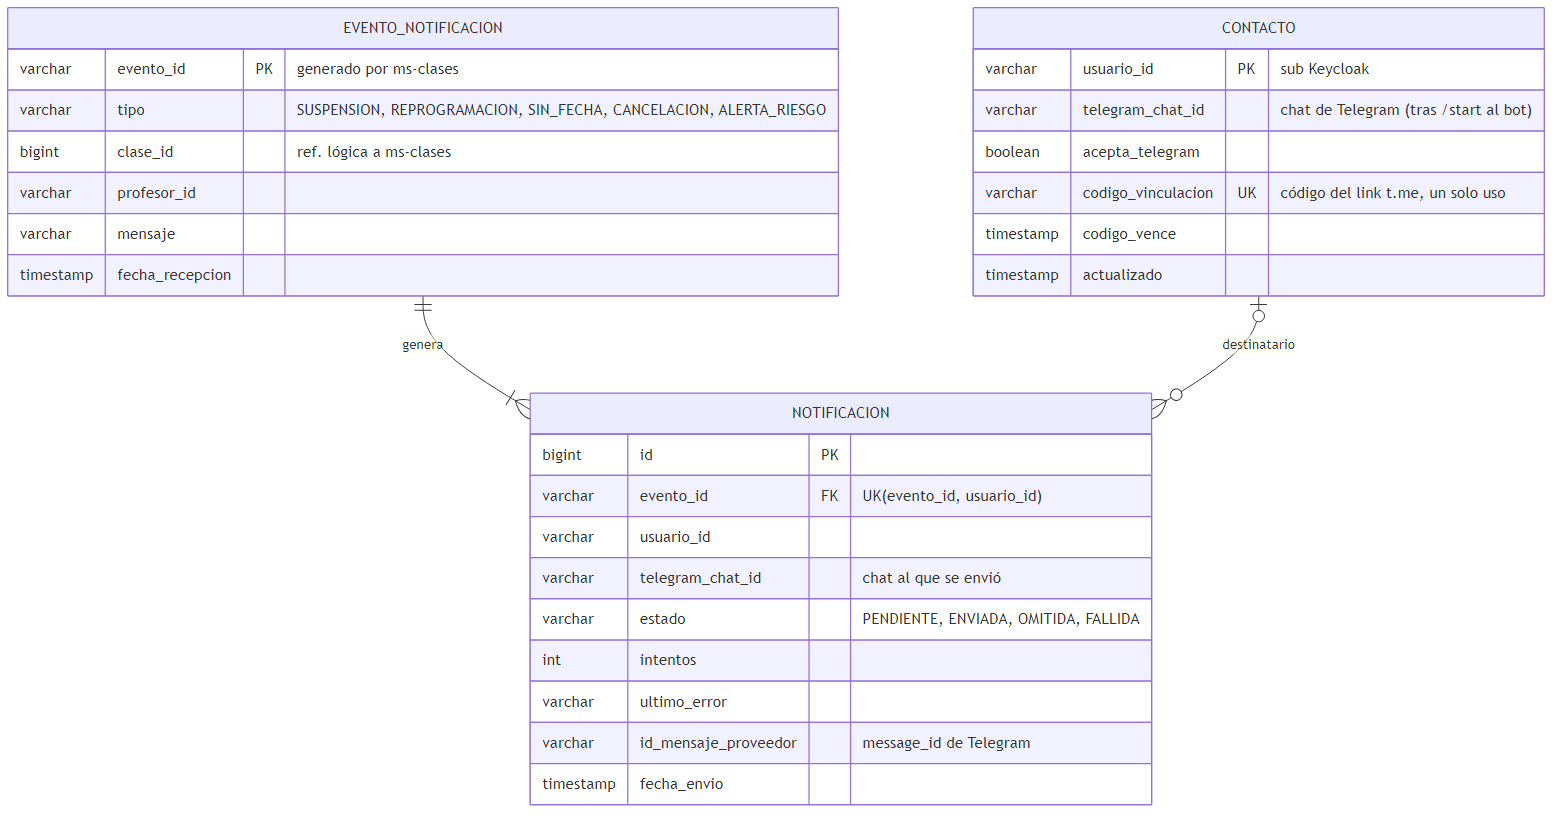 EVENTO_NOTIFICACION
varchar evento_id PK generado por ms-clases
varchar tipo SUSPENSION, REPROGRAMACION, SIN_FECHA, CANCELACION, ALERTA_RIESGO
bigint clase_id ref. lógica a ms-clases
varchar profesor_id
varchar mensaje
timestamp fecha_recepcion
CONTACTO
varchar usuario_id PK sub Keycloak
varchar telegram_chat_id chat de Telegram (tras /start al bot)
boolean acepta_telegram
varchar codigo_vinculacion UK código del link t.me, un solo uso
timestamp codigo_vence
timestamp actualizado
genera
destinatario
NOTIFICACION
bigint id PK
varchar evento_id FK UK(evento_id, usuario_id)
varchar usuario_id
varchar telegram_chat_id chat al que se envió
varchar estado PENDIENTE, ENVIADA, OMITIDA, FALLIDA
int intentos
varchar ultimo_error
varchar id_mensaje_proveedor message_id de Telegram
timestamp fecha_envio